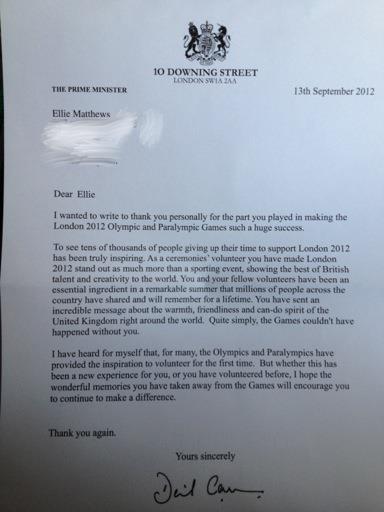 10 DOWNING STREET
LONDON SW1A 2AA
THE PRIME MINISTER
13th September 2012
Ellie Matthews
Dear Ellie
I wanted to write to thank you personally for the part you played in making the
London 2012 Olympic and Paralympic Games such a huge success.
To see tens of thousands of people giving up their time to support London 2012
has been truly inspiring. As a ceremonies' volunteer you have made London
2012 stand out as much more than a sporting event, showing the best of British
talent and creativity to the world. You and your fellow volunteers have been an
essential ingredient in a remarkable summer that millions of people across the
country have shared and will remember for a lifetime. You have sent an
incredible message about the warmth, friendliness and can-do spirit of the
United Kingdom right around the world. Quite simply, the Games couldn't have
happened without you.
I have heard for myself that, for many, the Olympics and Paralympics have
provided the inspiration to volunteer for the first time. But whether this has
been a new experience for you, or you have volunteered before, I hope the
wonderful memories you have taken away from the Games will encourage you
to continue to make a difference.
Thank you again.
Yours sincerely